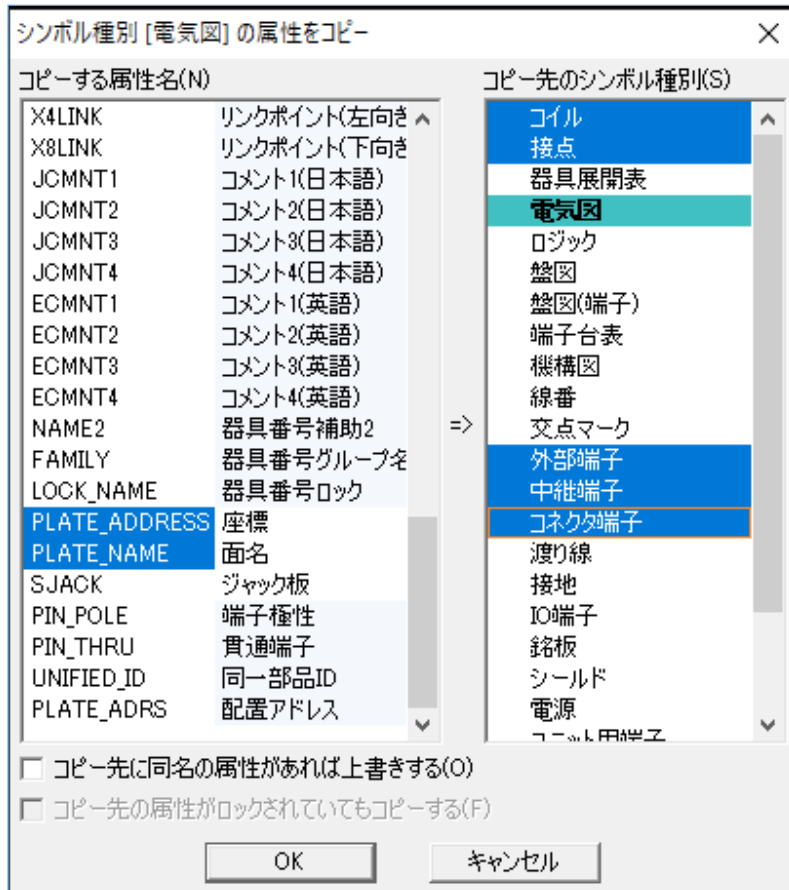 シンボル種別 [電気図] の属性をコピー
コピーする属性名(N)
コピー先のシンボル種別(S)
X4LINK リンクポイント(左向き
X8LINK リンクポイント(下向き
JCMNT1 コメント1(日本語)
JCMNT2 コメント2(日本語)
JCMNT3 コメント3(日本語)
JCMNT4 コメント4(日本語)
ECMNT1 コメント1(英語)
ECMNT2 コメント2(英語)
ECMNT3 コメント3(英語)
ECMNT4 コメント4(英語)
NAME2 器具番号補助2
FAMILY 器具番号グループ名
LOCK_NAME 器具番号ロック
PLATE_ADDRESS 座標
PLATE_NAME 面名
SJACK ジャック板
PIN_POLE 端子極性
PIN_THRU 貫通端子
UNIFIED_ID 同一部品ID
PLATE_ADRS 配置アドレス
=>
コイル
接点
器具展開表
電気図
ロジック
盤図
盤図(端子)
端子台表
機構図
線番
交点マーク
外部端子
中継端子
コネクタ端子
渡り線
接地
IO端子
銘板
シールド
電源
ユニット用端子
コピー先に同名の属性があれば上書きする(O)
コピー先の属性がロックされていてもコピーする(F)
OK
キャンセル